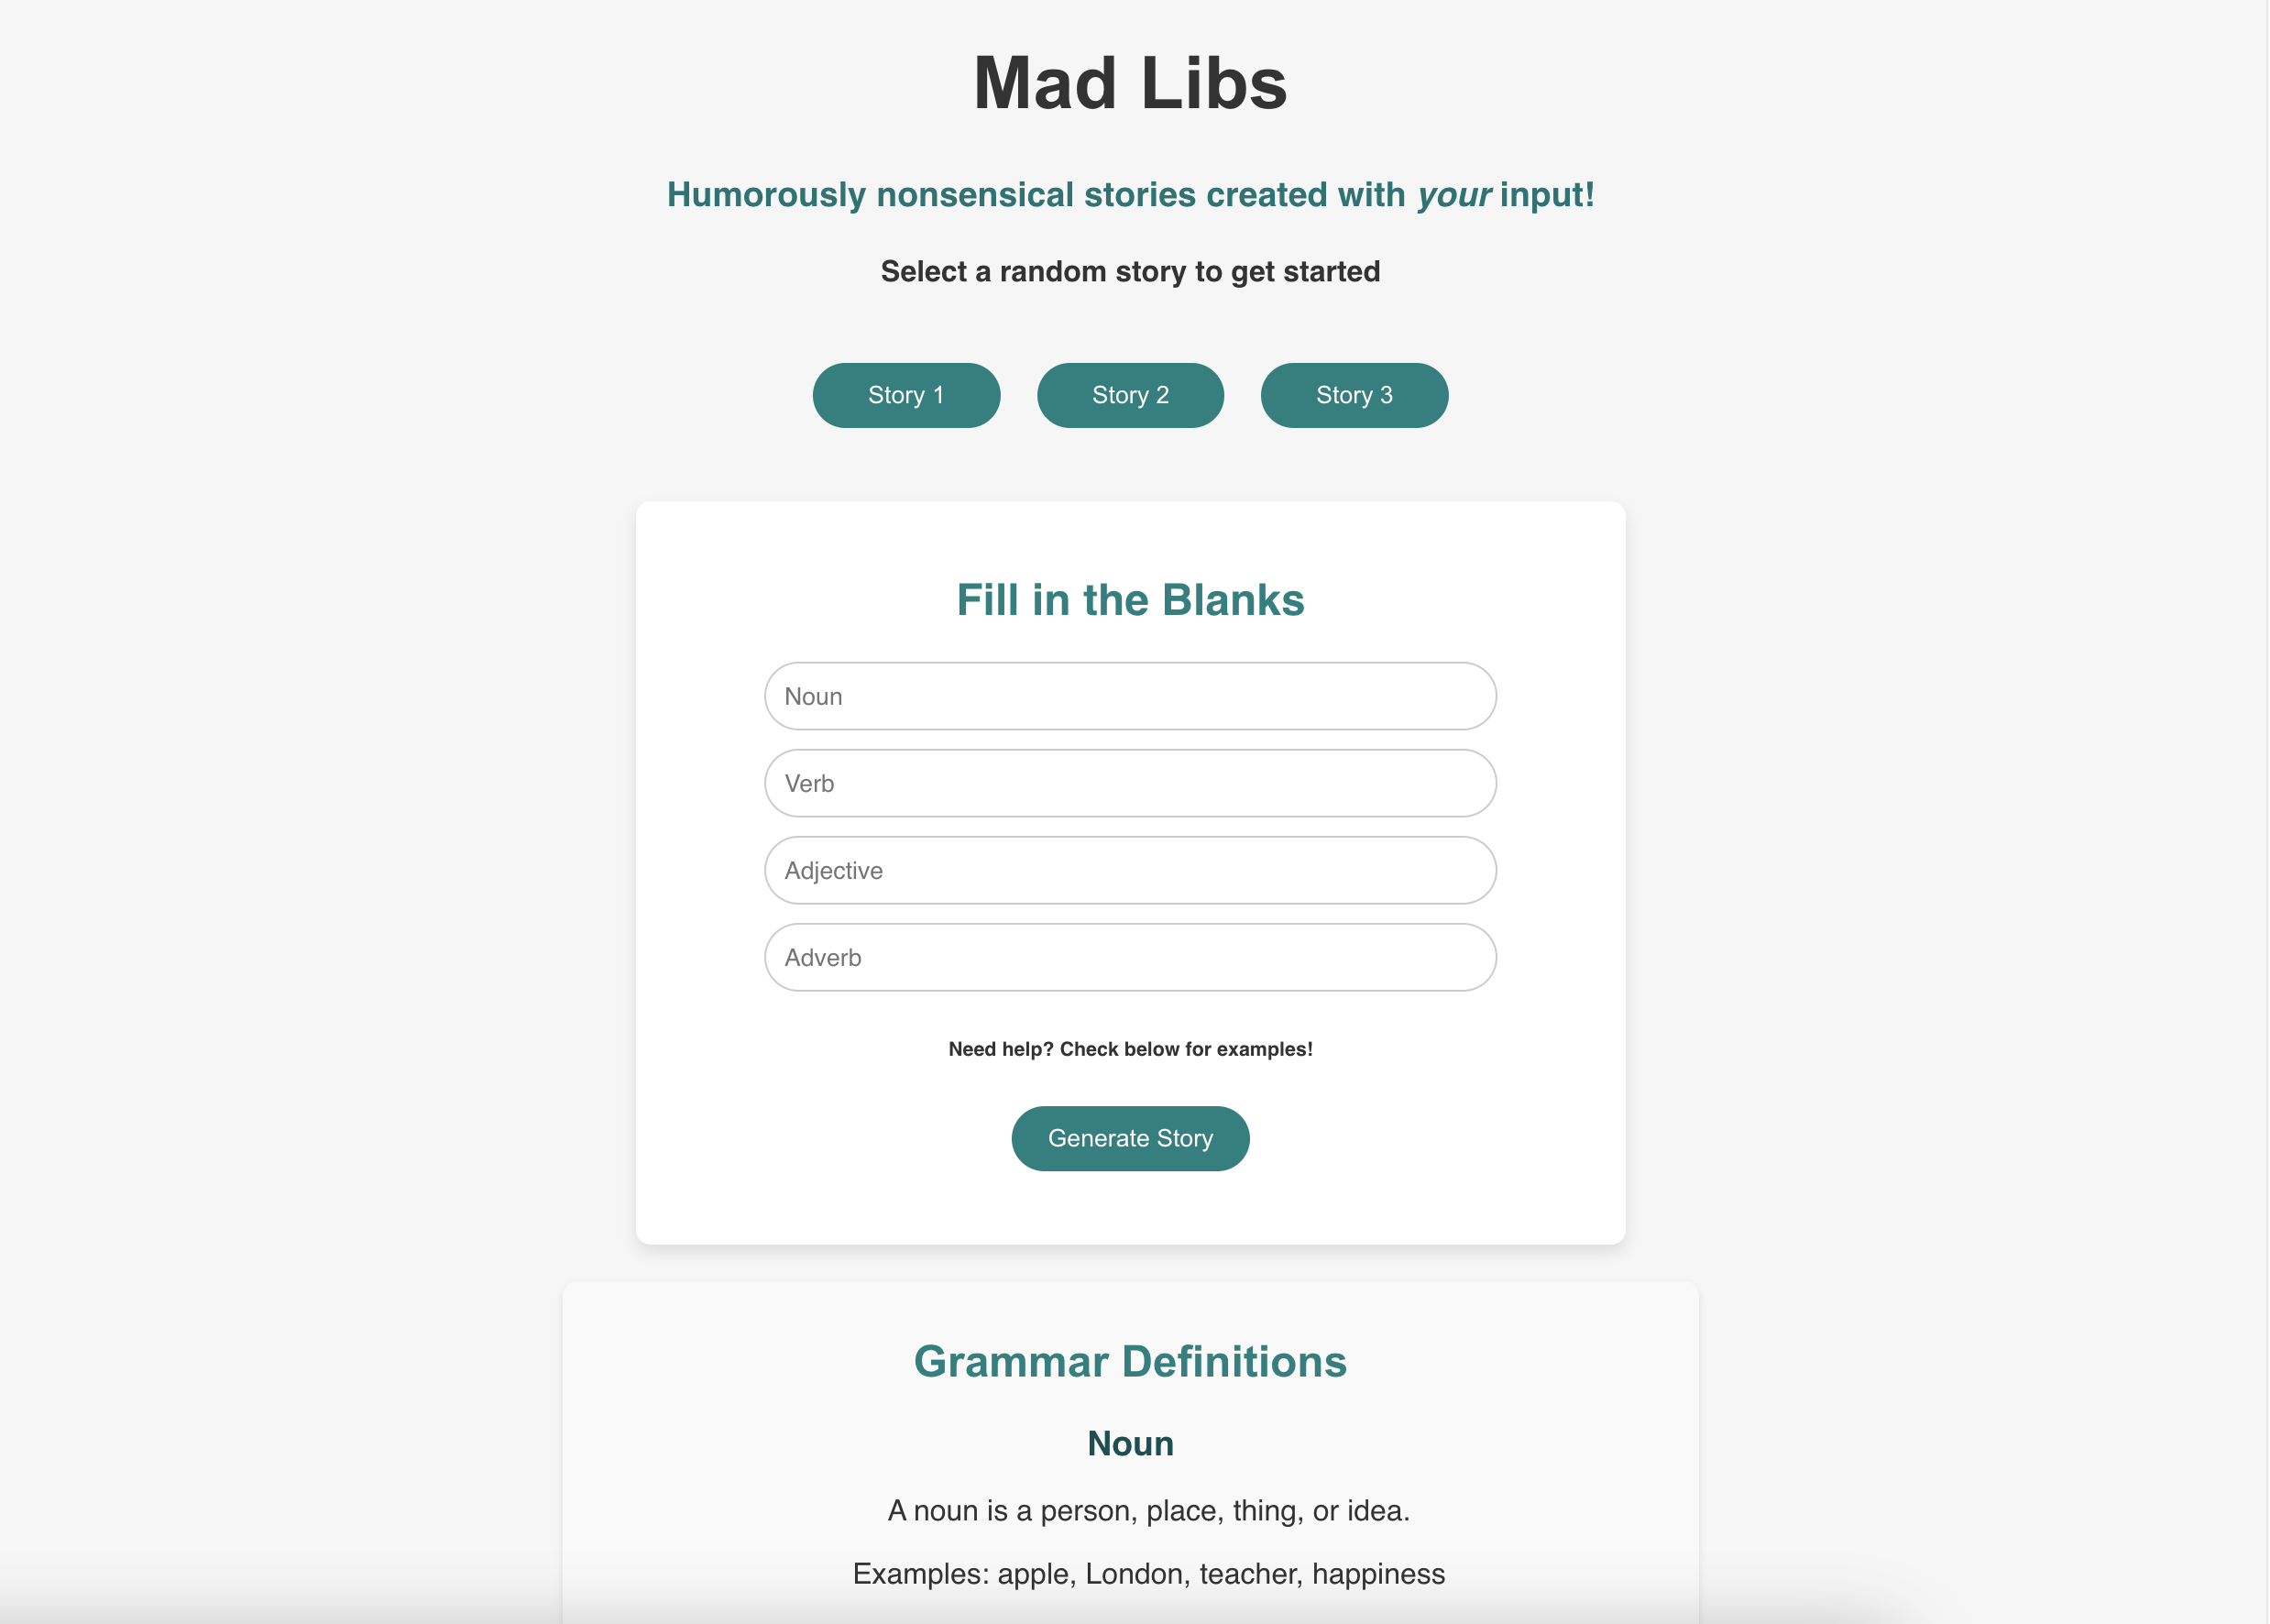 Mad Libs
Humorously nonsensical stories created with your input!
Select a random story to get started
Story 1
Story 2
Story 3
Fill in the Blanks
Noun
Verb
Adjective
Adverb
Need help? Check below for examples!
Generate Story
Grammar Definitions
Noun
A noun is a person, place, thing, or idea.
Examples: apple, London, teacher, happiness